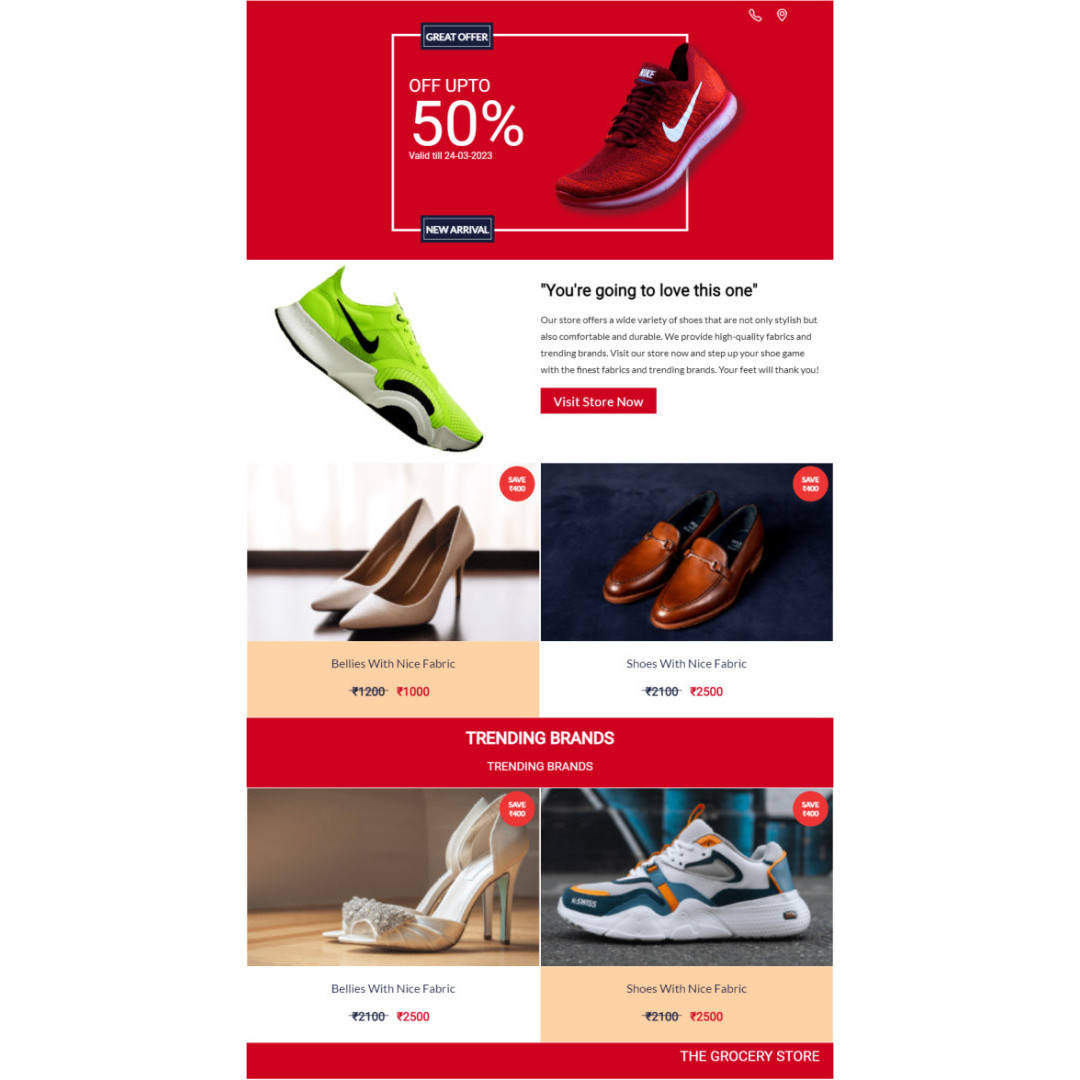 GREAT OFFER
OFF UPTO
50%
Valid till 24-03-2023
NIKE
NEW ARRIVAL
"You're going to love this one"
Our store offers a wide variety of shoes that are not only stylish but
also comfortable and durable. We provide high-quality fabrics and
trending brands. Visit our store now and step up your shoe game
with the finest fabrics and trending brands. Your feet will thank you!
Visit Store Now
SAVE
₹400
SAVE
₹400
Bellies With Nice Fabric
₹1200 ₹1000
Shoes With Nice Fabric
₹2100 ₹2500
TRENDING BRANDS
TRENDING BRANDS
SAVE
₹400
SAVE
₹400
K·SWISS
Bellies With Nice Fabric
₹2100 ₹2500
Shoes With Nice Fabric
₹2100 ₹2500
THE GROCERY STORE